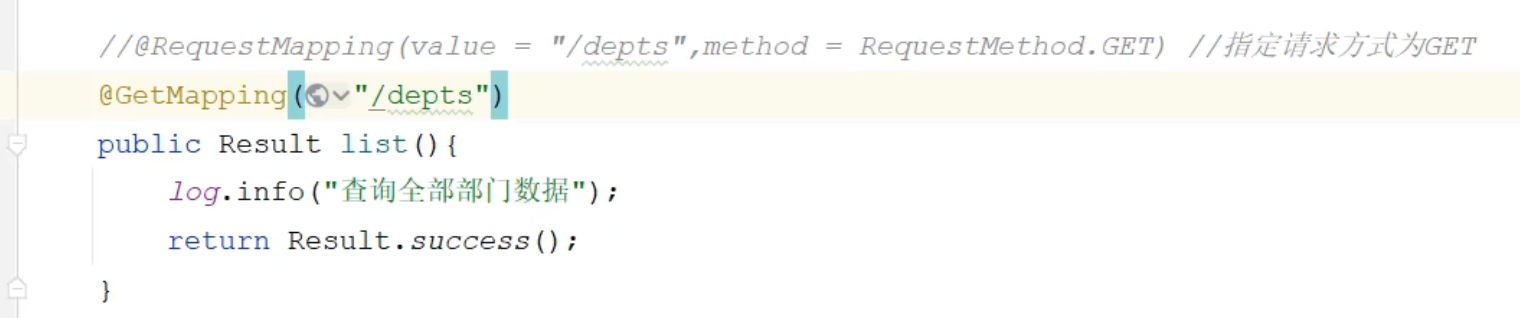 //@RequestMapping(value = "/depts",method = RequestMethod.GET) //指定请求方式为GET
@GetMapping("/depts")
public Result list(){
log.info("查询全部部门数据");
return Result.success();
}